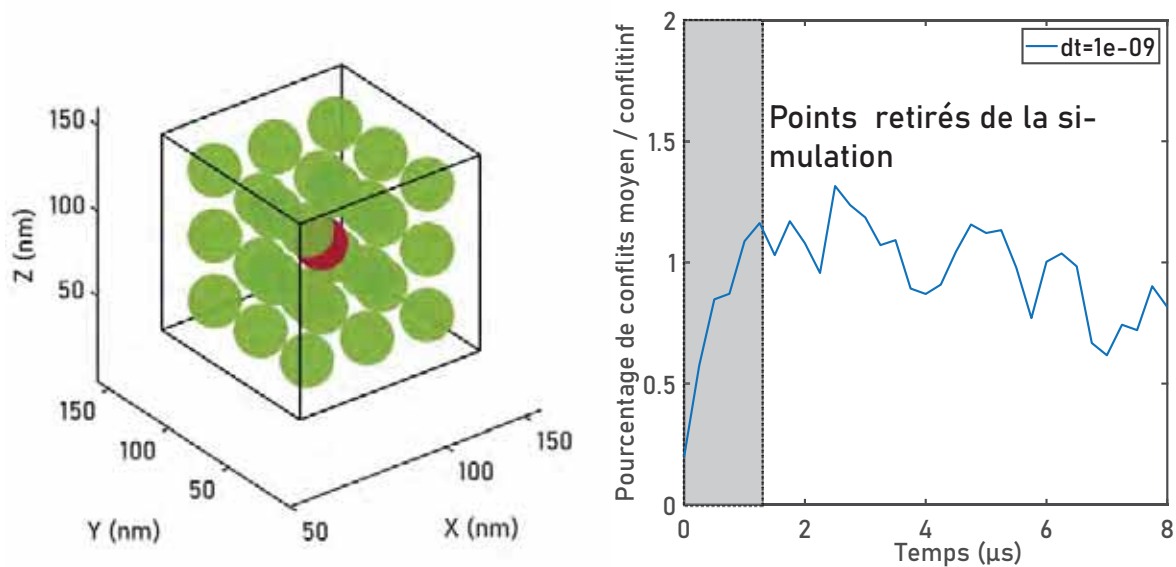 150
100
50
Z (nm)
150
100
50
Y (nm)
50
100
150
X (nm)
2
1.5
1
0.5
0
Pourcentage de conflits moyen / conflitinf
dt=1e-09
Points retirés de la si-
mulation
0
2
4
6
8
Temps (µs)